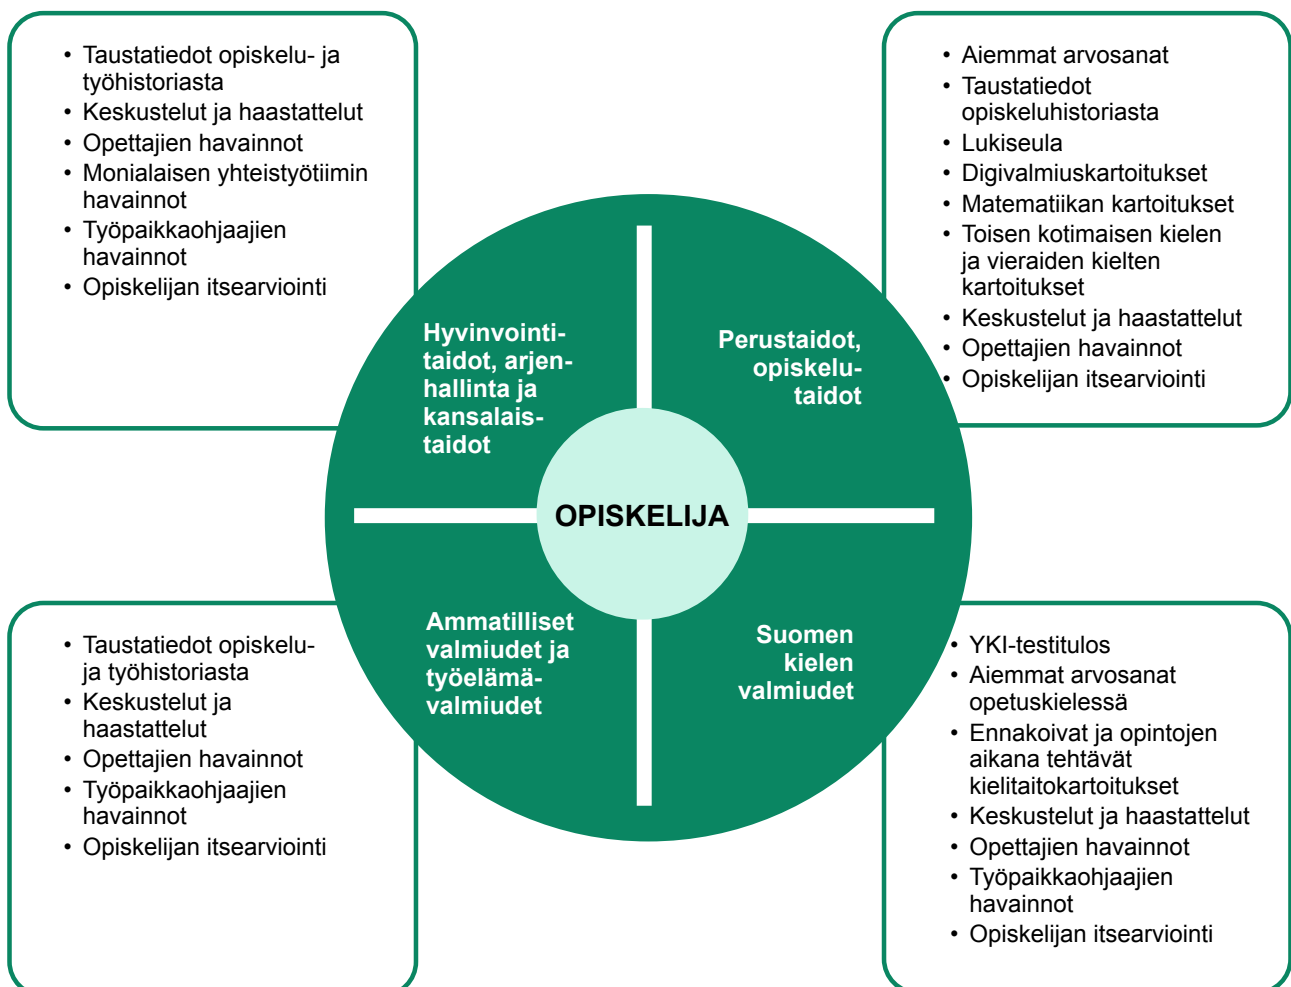 • Taustatiedot opiskelu- ja
työhistoriasta
• Keskustelut ja haastattelut
• Opettajien havainnot
• Monialaisen yhteistyötiimin
havainnot
• Työpaikkaohjaajien
havainnot
• Opiskelijan itsearviointi
• Aiemmat arvosanat
• Taustatiedot
opiskeluhistoriasta
• Lukiseula
• Digivalmiuskartoitukset
• Matematiikan kartoitukset
• Toisen kotimaisen kielen
ja vieraiden kielten
kartoitukset
• Keskustelut ja haastattelut
• Opettajien havainnot
• Opiskelijan itsearviointi
Hyvinvointi-
taidot, arjen-
hallinta ja
kansalais-
taidot
Perustaidot,
opiskelu-
taidot
OPISKELIJA
Ammatilliset
valmiudet ja
työelämä-
valmiudet
Suomen
kielen
valmiudet
• Taustatiedot opiskelu-
ja työhistoriasta
• Keskustelut ja
haastattelut
• Opettajien havainnot
• Työpaikkaohjaajien
havainnot
• Opiskelijan itsearviointi
• YKI-testitulos
• Aiemmat arvosanat
opetuskielessä
• Ennakoivat ja opintojen
aikana tehtävät
kielitaitokartoitukset
• Keskustelut ja haastattelut
• Opettajien havainnot
• Työpaikkaohjaajien
havainnot
• Opiskelijan itsearviointi